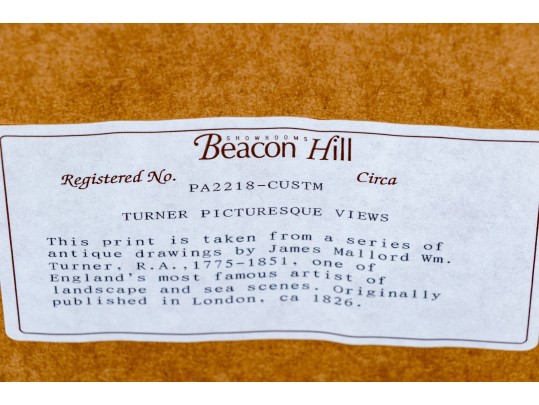 SHOWROOMS
Beacon Hill
Registered No. PA2218-CUSTM Circa
TURNER PICTURESQUE VIEWS
This print is taken from a series of
antique drawings by James Mallord Wm.
Turner, R.A.,1775-1851, one of
England's most famous artist of
landscape and sea scenes. Originally
published in London, ca 1826.